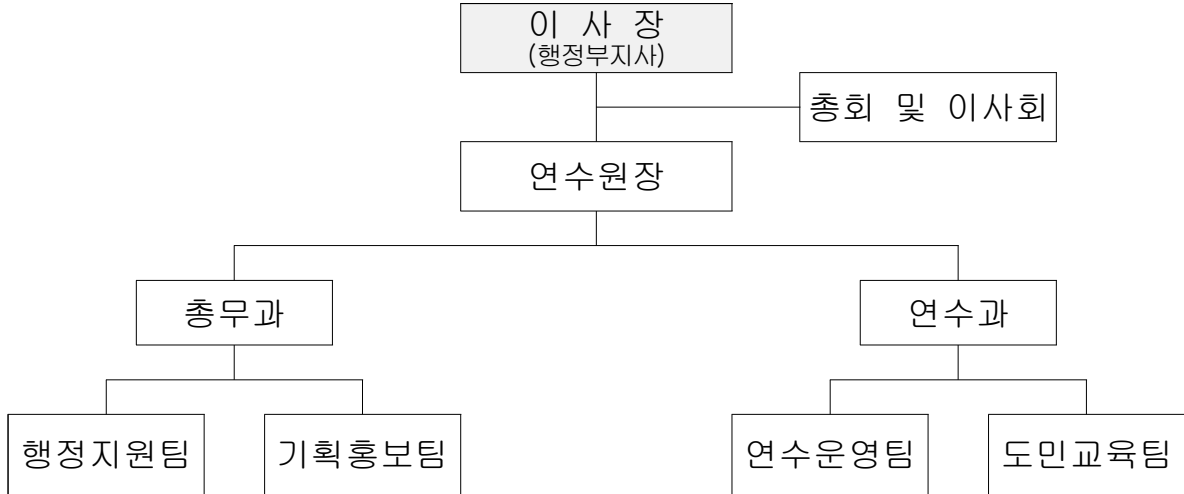 이 사 장
(행정부지사)
총회 및 이사회
연수원장
총무과
연수과
행정지원팀
기획홍보팀
연수운영팀
도민교육팀